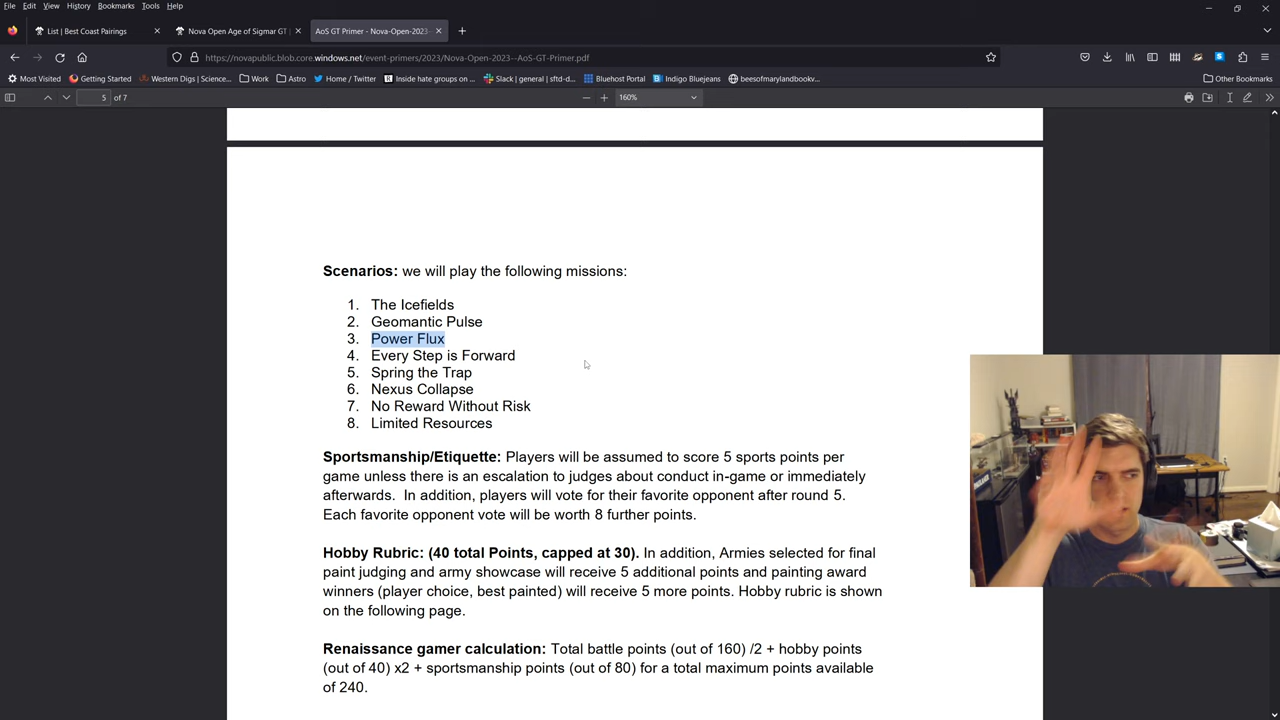 File Edit View History Bookmarks Tools Help
List | Best Coast Pairings
Nova Open Age of Sigmar GT |
AoS GT Primer - Nova-Open-2023-
https://novapublic.blob.core.windows.net/event-primers/2023/Nova-Open-2023--AoS-GT-Primer.pdf
Most Visited Getting Started Western Digs | Science... Work Astro Home / Twitter Inside hate groups on ... Slack | general | sftd-d... Bluehost Portal Indigo Bluejeans beesofmarylandbookv... Other Bookmarks
5 of 7 160%
Scenarios: we will play the following missions:
1. The Icefields
2. Geomantic Pulse
3. Power Flux
4. Every Step is Forward
5. Spring the Trap
6. Nexus Collapse
7. No Reward Without Risk
8. Limited Resources
Sportsmanship/Etiquette: Players will be assumed to score 5 sports points per
game unless there is an escalation to judges about conduct in-game or immediately
afterwards. In addition, players will vote for their favorite opponent after round 5.
Each favorite opponent vote will be worth 8 further points.
Hobby Rubric: (40 total Points, capped at 30). In addition, Armies selected for final
paint judging and army showcase will receive 5 additional points and painting award
winners (player choice, best painted) will receive 5 more points. Hobby rubric is shown
on the following page.
Renaissance gamer calculation: Total battle points (out of 160) /2 + hobby points
(out of 40) x2 + sportsmanship points (out of 80) for a total maximum points available
of 240.